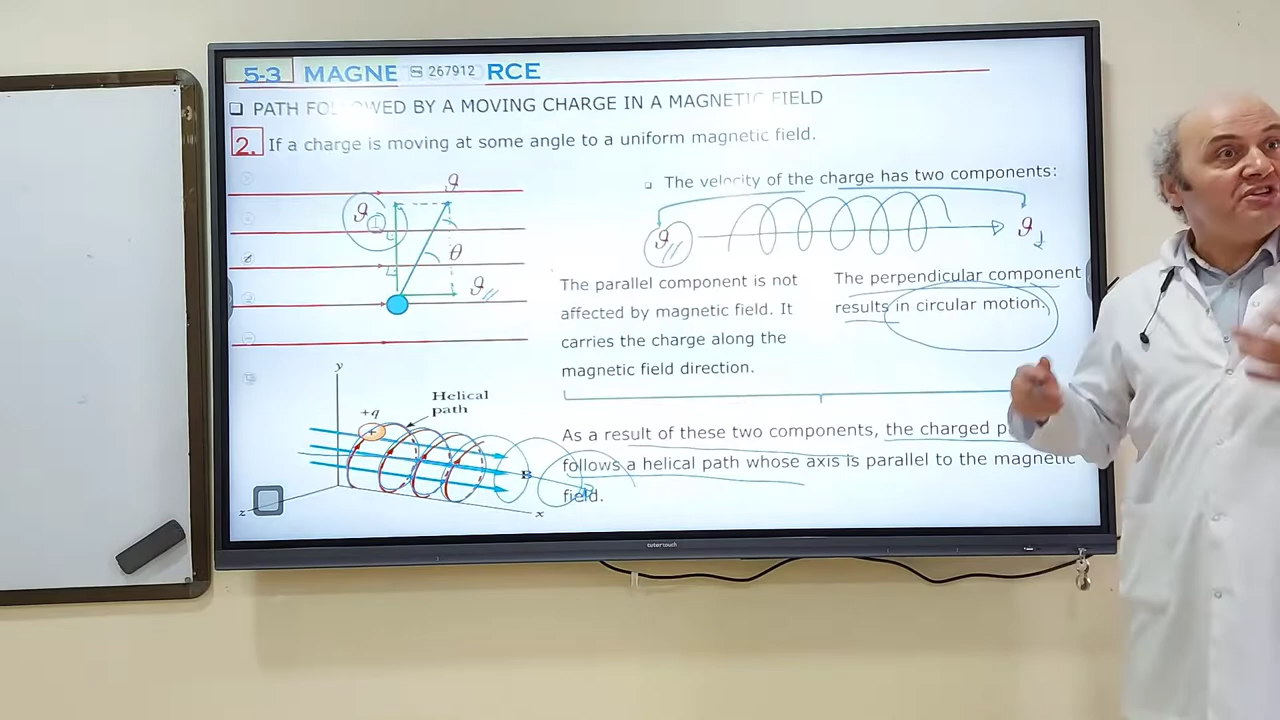 5-3 MAGNE 267912 RCE
PATH FOLLOWED BY A MOVING CHARGE IN A MAGNETIC FIELD
2. If a charge is moving at some angle to a uniform magnetic field.
ϑ
ϑ⊥
θ
ϑ//
The velocity of the charge has two components:
ϑ// ϑ⊥
The parallel component is not
affected by magnetic field. It
carries the charge along the
magnetic field direction.
The perpendicular component
results in circular motion.
y
+q
Helical
path
+
B
z
x
As a result of these two components, the charged p
follows a helical path whose axis is parallel to the magnetic
field.
tutortouch